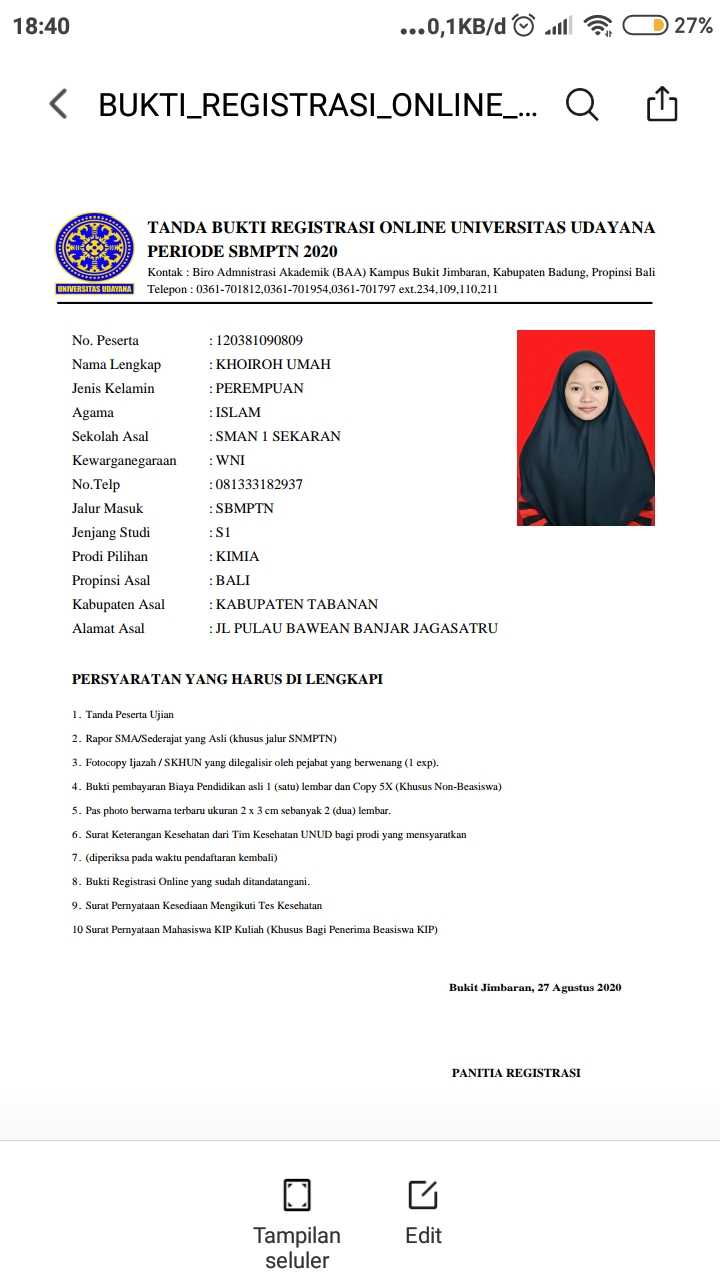 18:40
...0,1KB/d
27%
BUKTI_REGISTRASI_ONLINE_...
TANDA BUKTI REGISTRASI ONLINE UNIVERSITAS UDAYANA
PERIODE SBMPTN 2020
Kontak : Biro Admnistrasi Akademik (BAA) Kampus Bukit Jimbaran, Kabupaten Badung, Propinsi Bali
UNIVERSITAS UDAYANA
Telepon : 0361-701812,0361-701954,0361-701797 ext.234,109,110,211
No. Peserta : 120381090809
Nama Lengkap : KHOIROH UMAH
Jenis Kelamin : PEREMPUAN
Agama : ISLAM
Sekolah Asal : SMAN 1 SEKARAN
Kewarganegaraan : WNI
No.Telp : 081333182937
Jalur Masuk : SBMPTN
Jenjang Studi : S1
Prodi Pilihan : KIMIA
Propinsi Asal : BALI
Kabupaten Asal : KABUPATEN TABANAN
Alamat Asal : JL PULAU BAWEAN BANJAR JAGASATRU
PERSYARATAN YANG HARUS DI LENGKAPI
1. Tanda Peserta Ujian
2. Rapor SMA/Sederajat yang Asli (khusus jalur SNMPTN)
3. Fotocopy Ijazah / SKHUN yang dilegalisir oleh pejabat yang berwenang (1 exp).
4. Bukti pembayaran Biaya Pendidikan asli 1 (satu) lembar dan Copy 5X (Khusus Non-Beasiswa)
5. Pas photo berwarna terbaru ukuran 2 x 3 cm sebanyak 2 (dua) lembar.
6. Surat Keterangan Kesehatan dari Tim Kesehatan UNUD bagi prodi yang mensyaratkan
7. (diperiksa pada waktu pendaftaran kembali)
8. Bukti Registrasi Online yang sudah ditandatangani.
9. Surat Pernyataan Kesediaan Mengikuti Tes Kesehatan
10 Surat Pernyataan Mahasiswa KIP Kuliah (Khusus Bagi Penerima Beasiswa KIP)
Bukit Jimbaran, 27 Agustus 2020
PANITIA REGISTRASI
Tampilan
seluler
Edit